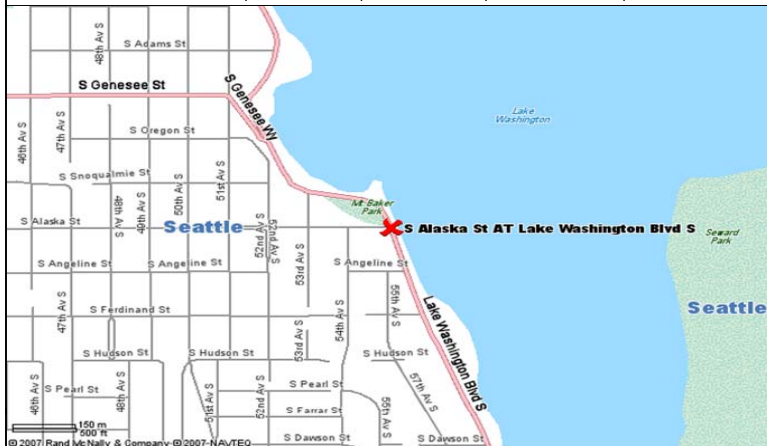 48th Av S
S Adams St
S Genesee St
S Genesee Wy
Lake
Washington
46th Av S
47th Av S
S Oregon St
S Snoqualmie St
50th Av S
51st Av S
48th Av S
49th Av S
Mt Baker
Park
S Alaska St
Seattle
52nd Av S
52nd Av S
S Alaska St AT Lake Washington Blvd S
Seward
Park
S Angeline St
S Angeline St
53rd Av S
S Angeline St
47th Av S
S Ferdinand St
54th Av S
55th Av S
Lake Washington Blvd S
Seattle
S Hudson St
S Hudson St
53rd Av S
S Hudson St
46th Av S
S Pearl St
48th Av S
51st Av S
52nd Av S
S Pearl St
57th Av S
S Farrar St
55th Av S
150 m
500 ft
S Dawson St
S Dawson St
© 2007 Rand McNally & Company © 2007 NAVTEQ